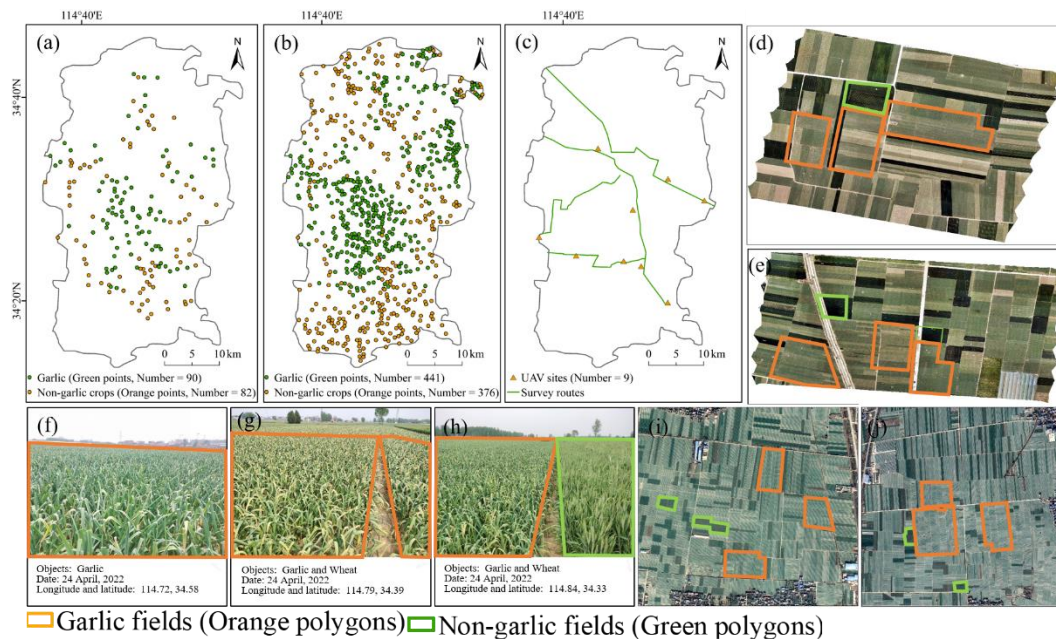 114°40′E
114°40′E
(a)
(b)
(c)
(d)
N
N
N
34°40′N
34°20′N
0 5 10 km
0 5 10 km
0 5 10 km
Garlic (Green points, Number = 90)
Non-garlic crops (Orange points, Number = 82)
Garlic (Green points, Number = 441)
Non-garlic crops (Orange points, Number = 376)
UAV sites (Number = 9)
Survey routes
(e)
(f)
(g)
(h)
(i)
(j)
Objects: Garlic
Date: 24 April, 2022
Longitude and latitude: 114.72, 34.58
Objects: Garlic and Wheat
Date: 24 April, 2022
Longitude and latitude: 114.79, 34.39
Objects: Garlic and Wheat
Date: 24 April, 2022
Longitude and latitude: 114.84, 34.33
Garlic fields (Orange polygons)
Non-garlic fields (Green polygons)